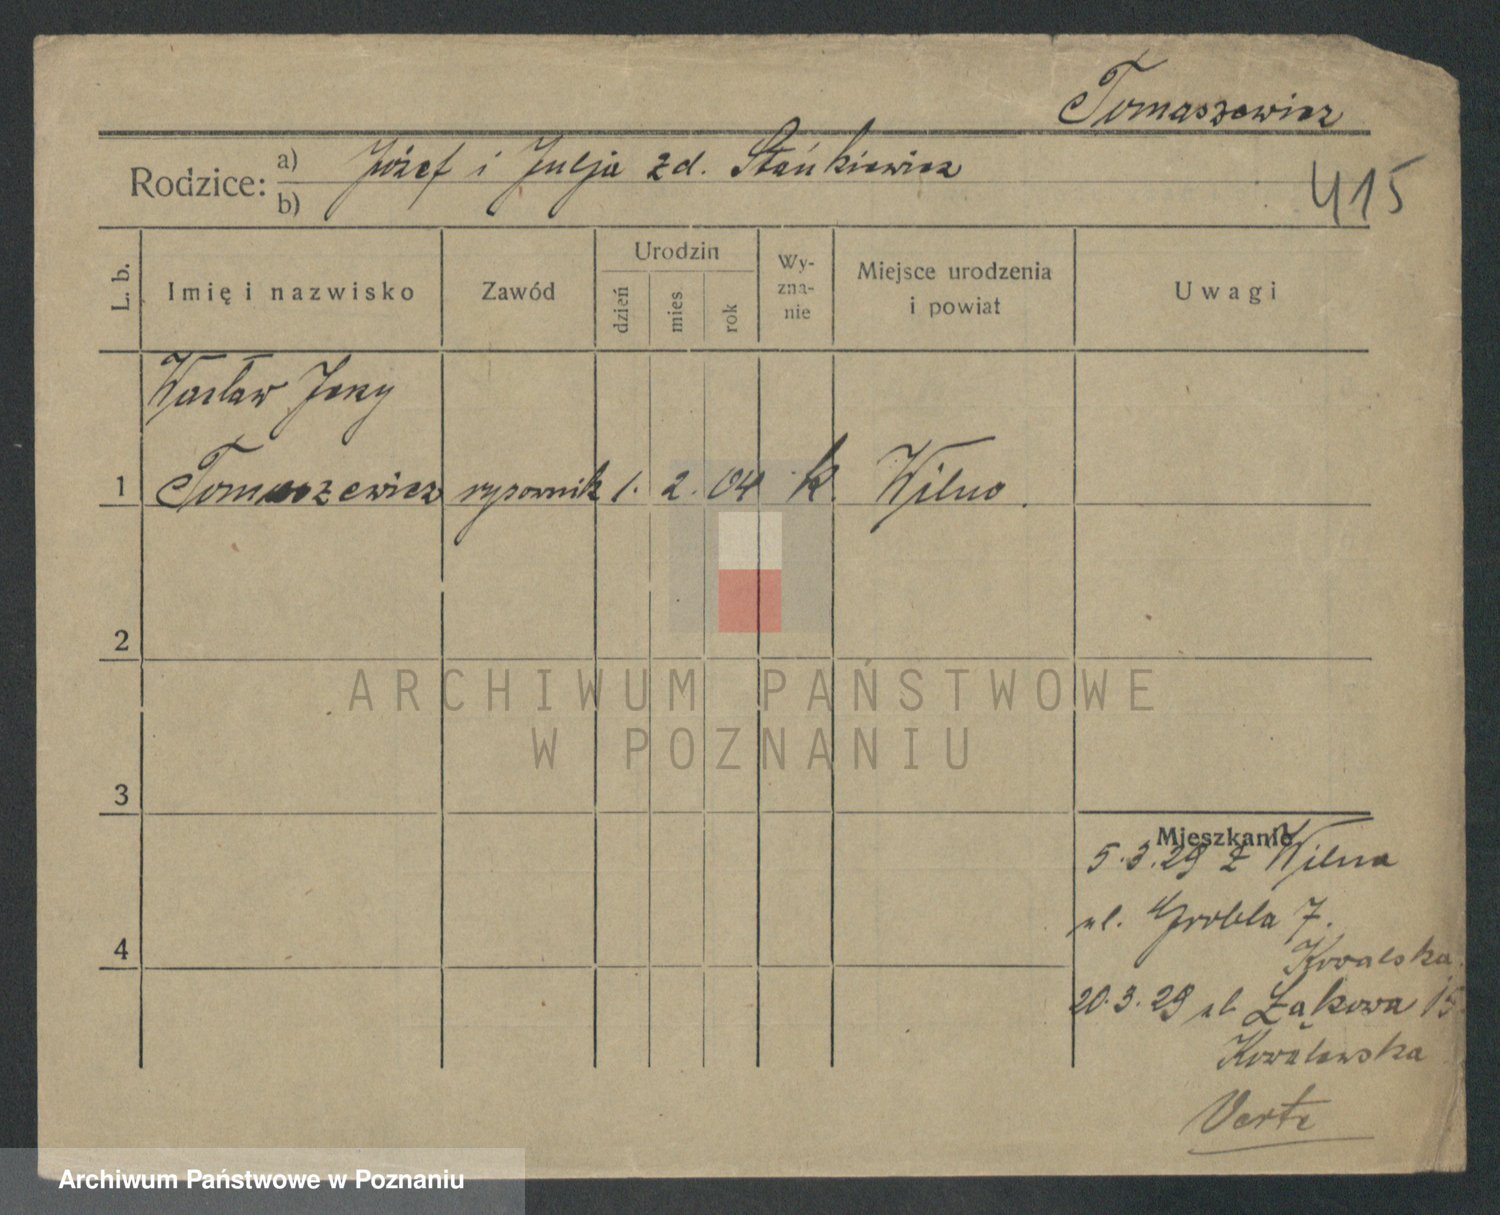 Tomaszewicz
Rodzice: a) Józef i Julja zd. Stankiewicz
b)
415
L. b.
Imię i nazwisko
Zawód
Urodzin
dzień
mies
rok
Wy-
zna-
nie
Miejsce urodzenia
i powiat
Uwagi
Wacław Jerzy
1 Tomaszewicz rysownik 1. 2. 04 k. Wilno.
2
3
4
Mieszkanie
5.3.29 z Wilna
ul. Grobla 7.
Kowalska
20.3.29 ul. Łąkowa 15
Kowalewska
Verte
ARCHIWUM PAŃSTWOWE
W POZNANIU
Archiwum Państwowe w Poznaniu